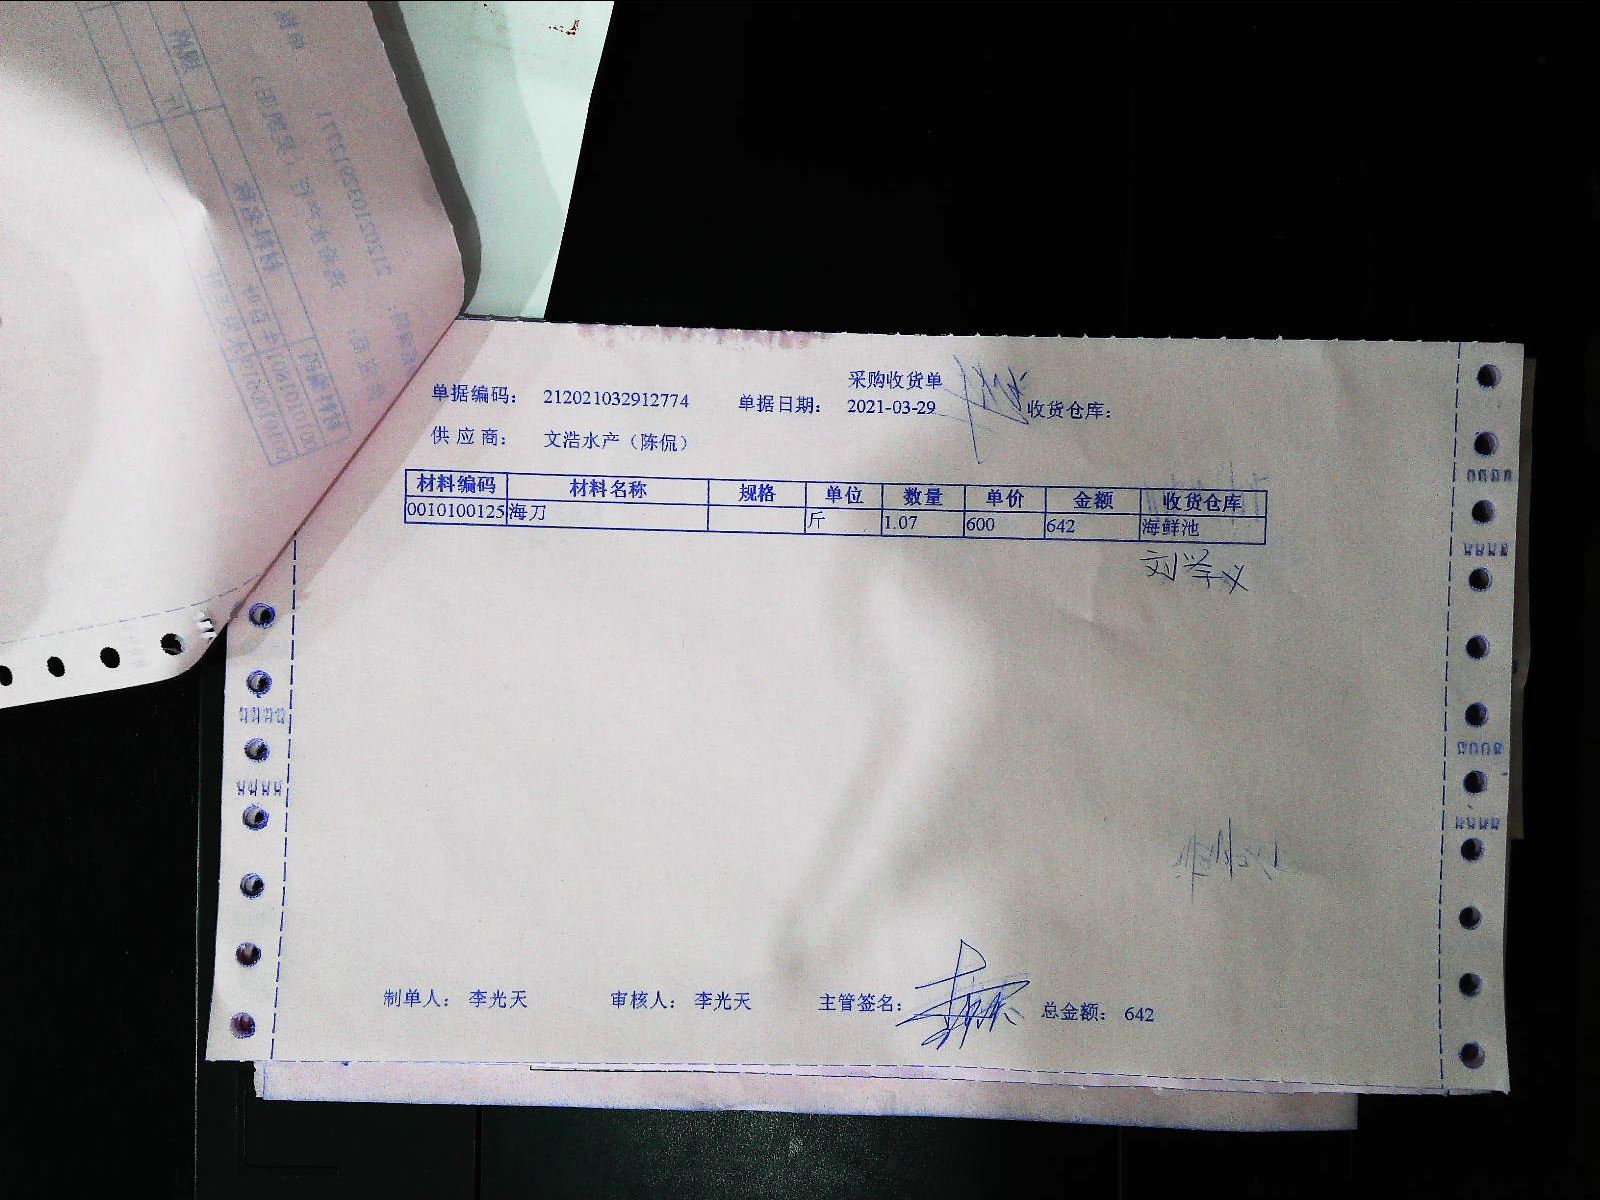 采购收货单
单据编码： 212021032912774 单据日期： 2021-03-29 收货仓库：
供 应 商： 文浩水产（陈侃）
材料编码 材料名称 规格 单位 数量 单价 金额 收货仓库
0010100125 海刀 斤 1.07 600 642 海鲜池
刘学义
制单人： 李光天 审核人： 李光天 主管签名： 总金额： 642